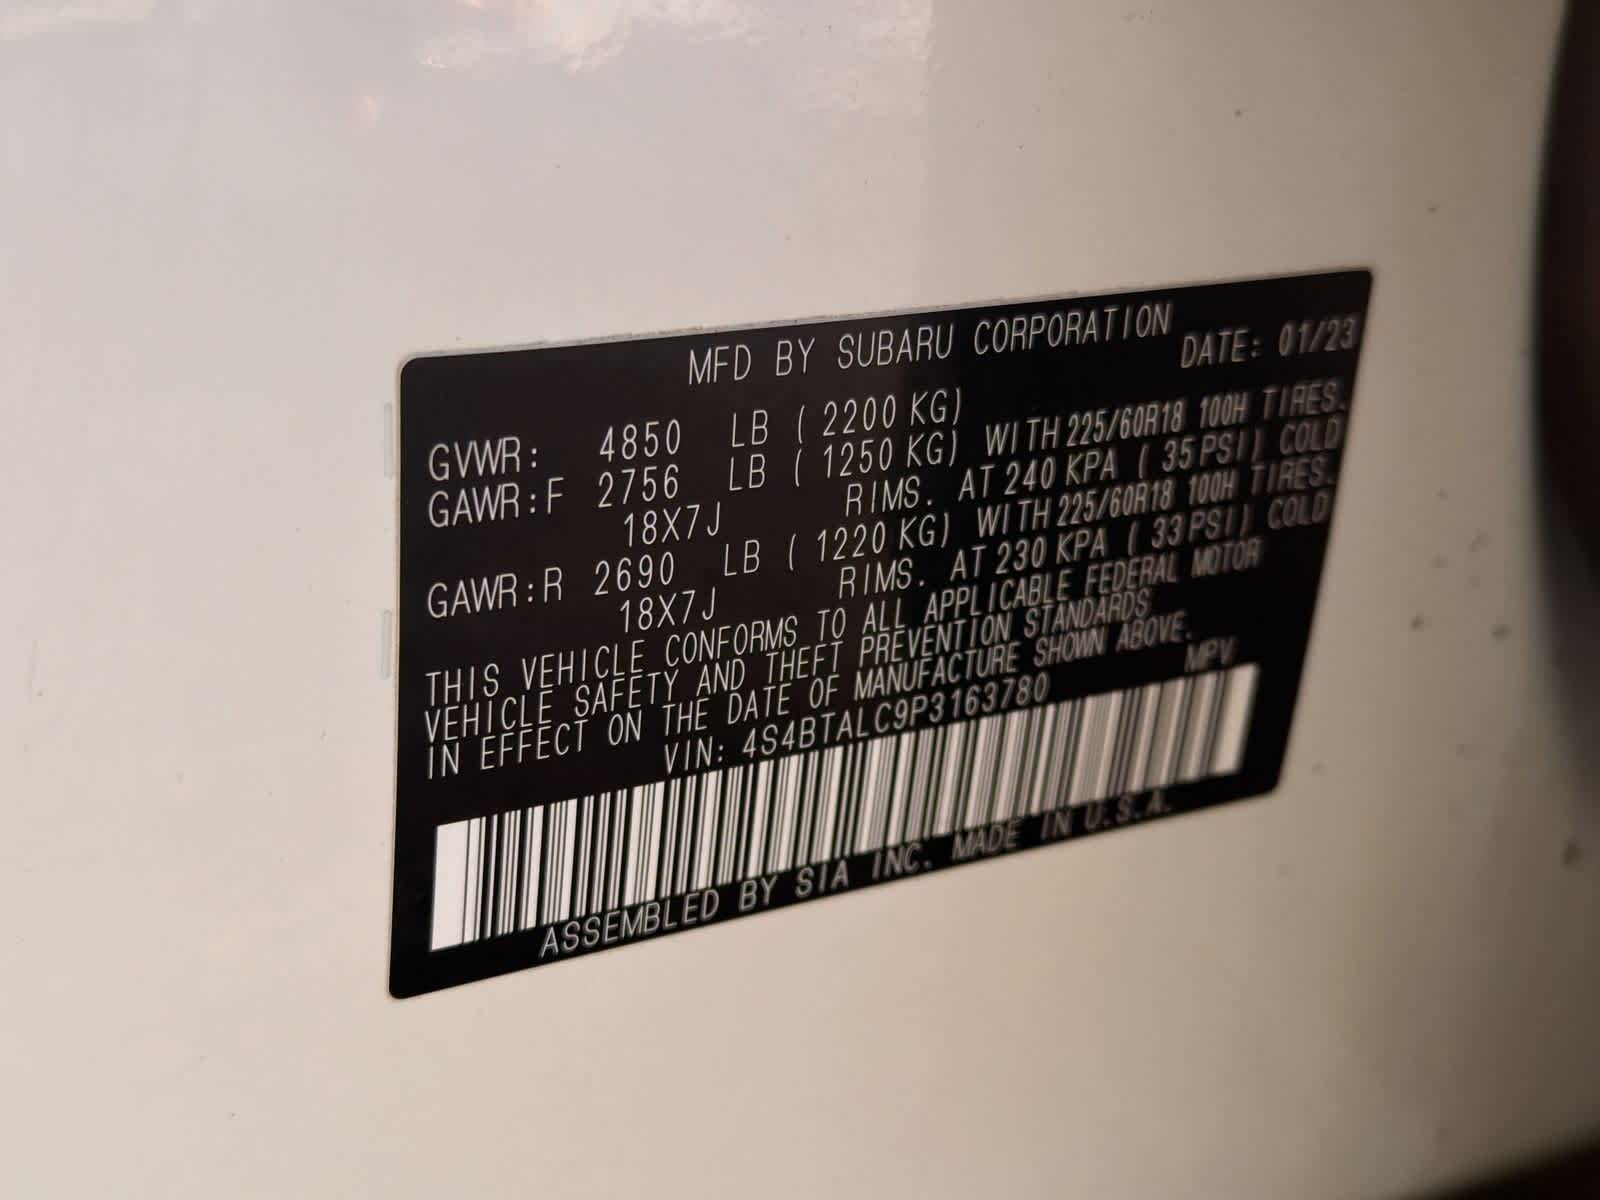 MFD BY SUBARU CORPORATION DATE: 01/23
GVWR: 4850 LB ( 2200 KG)
GAWR:F 2756 LB ( 1250 KG) WITH 225/60R18 100H TIRES.
18X7J RIMS. AT 240 KPA ( 35 PSI) COLD
GAWR:R 2690 LB ( 1220 KG) WITH 225/60R18 100H TIRES.
18X7J RIMS. AT 230 KPA ( 33 PSI) COLD
THIS VEHICLE CONFORMS TO ALL APPLICABLE FEDERAL MOTOR
VEHICLE SAFETY AND THEFT PREVENTION STANDARDS
IN EFFECT ON THE DATE OF MANUFACTURE SHOWN ABOVE.
VIN: 4S4BTALC9P3163780 MPV
ASSEMBLED BY SIA INC. MADE IN U.S.A.